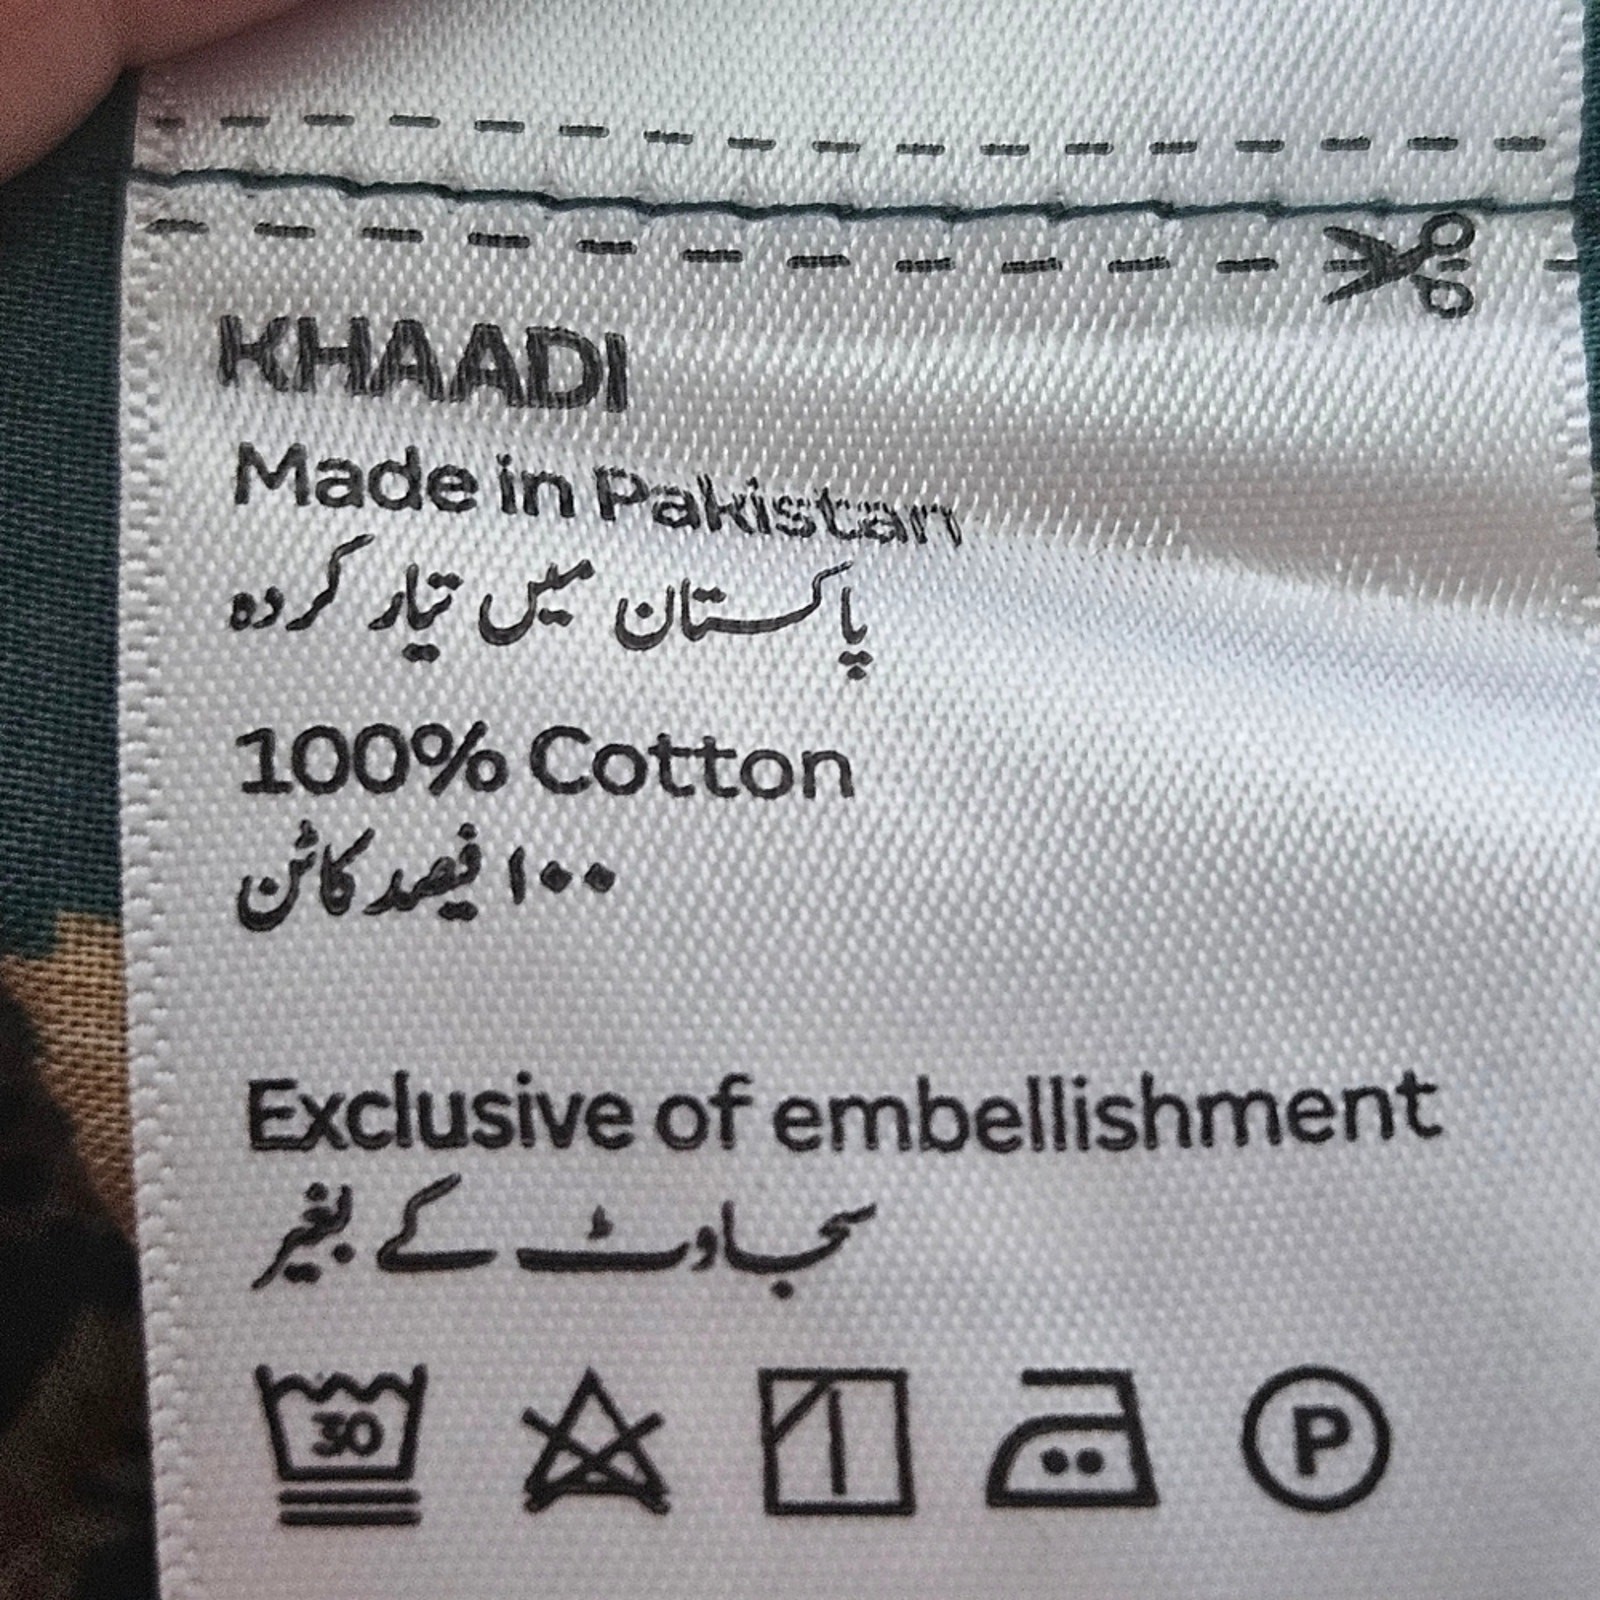 KHAADI
Made in Pakistan
پاکستان میں تیار کردہ
100% Cotton
۱۰۰ فیصد کاٹن
Exclusive of embellishment
سجاوٹ کے بغیر
30
P